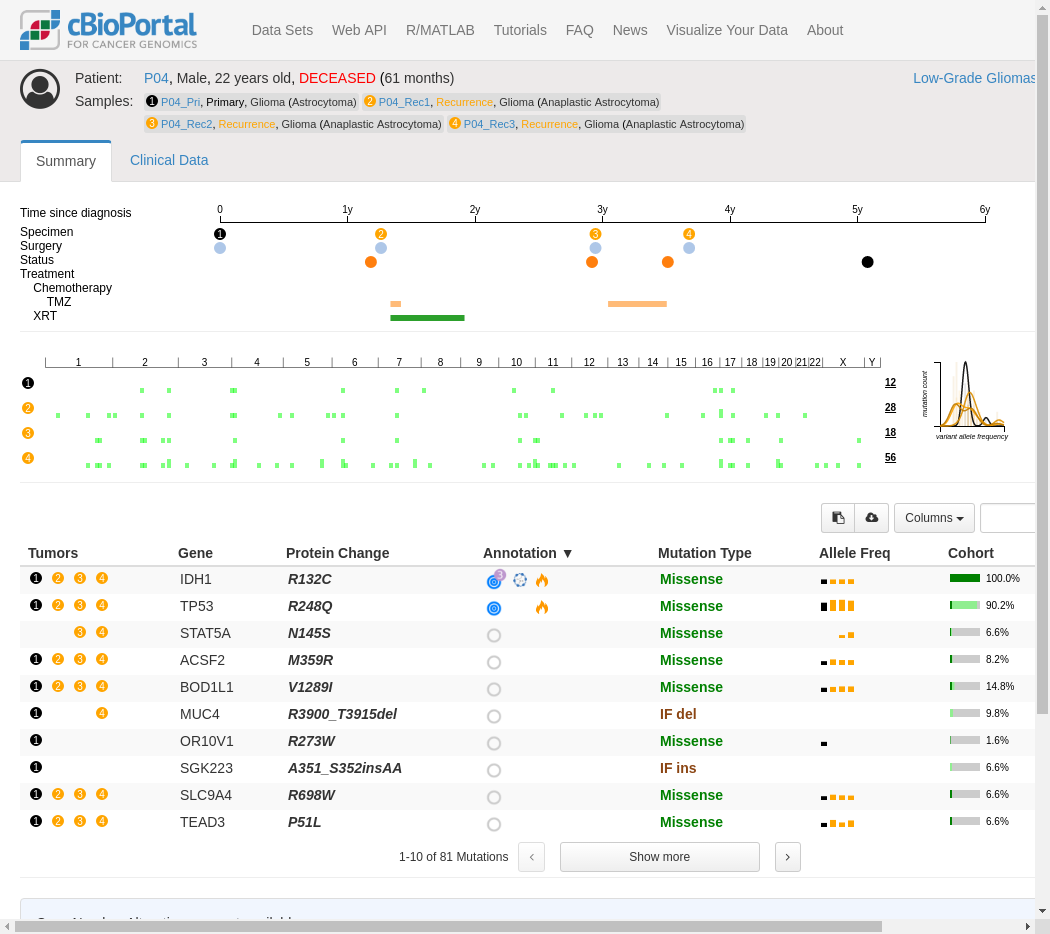 cBioPortal
FOR CANCER GENOMICS
Data Sets Web API R/MATLAB Tutorials FAQ News Visualize Your Data About
Patient: P04, Male, 22 years old, DECEASED (61 months) Low-Grade Gliomas
Samples: 1 P04_Pri, Primary, Glioma (Astrocytoma) 2 P04_Rec1, Recurrence, Glioma (Anaplastic Astrocytoma)
3 P04_Rec2, Recurrence, Glioma (Anaplastic Astrocytoma) 4 P04_Rec3, Recurrence, Glioma (Anaplastic Astrocytoma)
Summary Clinical Data
Time since diagnosis 0 1y 2y 3y 4y 5y 6y
Specimen 1 2 3 4
Surgery
Status
Treatment
Chemotherapy
TMZ
XRT
1 2 3 4 5 6 7 8 9 10 11 12 13 14 15 16 17 18 19 20 21 22 X Y
1 12
2 28
3 18
4 56
mutation count
variant allele frequency
Columns
Tumors Gene Protein Change Annotation ▼ Mutation Type Allele Freq Cohort
1 2 3 4 IDH1 R132C 3 Missense 100.0%
1 2 3 4 TP53 R248Q Missense 90.2%
3 4 STAT5A N145S Missense 6.6%
1 2 3 4 ACSF2 M359R Missense 8.2%
1 2 3 4 BOD1L1 V1289I Missense 14.8%
1 4 MUC4 R3900_T3915del IF del 9.8%
1 OR10V1 R273W Missense 1.6%
1 SGK223 A351_S352insAA IF ins 6.6%
1 2 3 4 SLC9A4 R698W Missense 6.6%
1 2 3 4 TEAD3 P51L Missense 6.6%
1-10 of 81 Mutations ‹ Show more ›